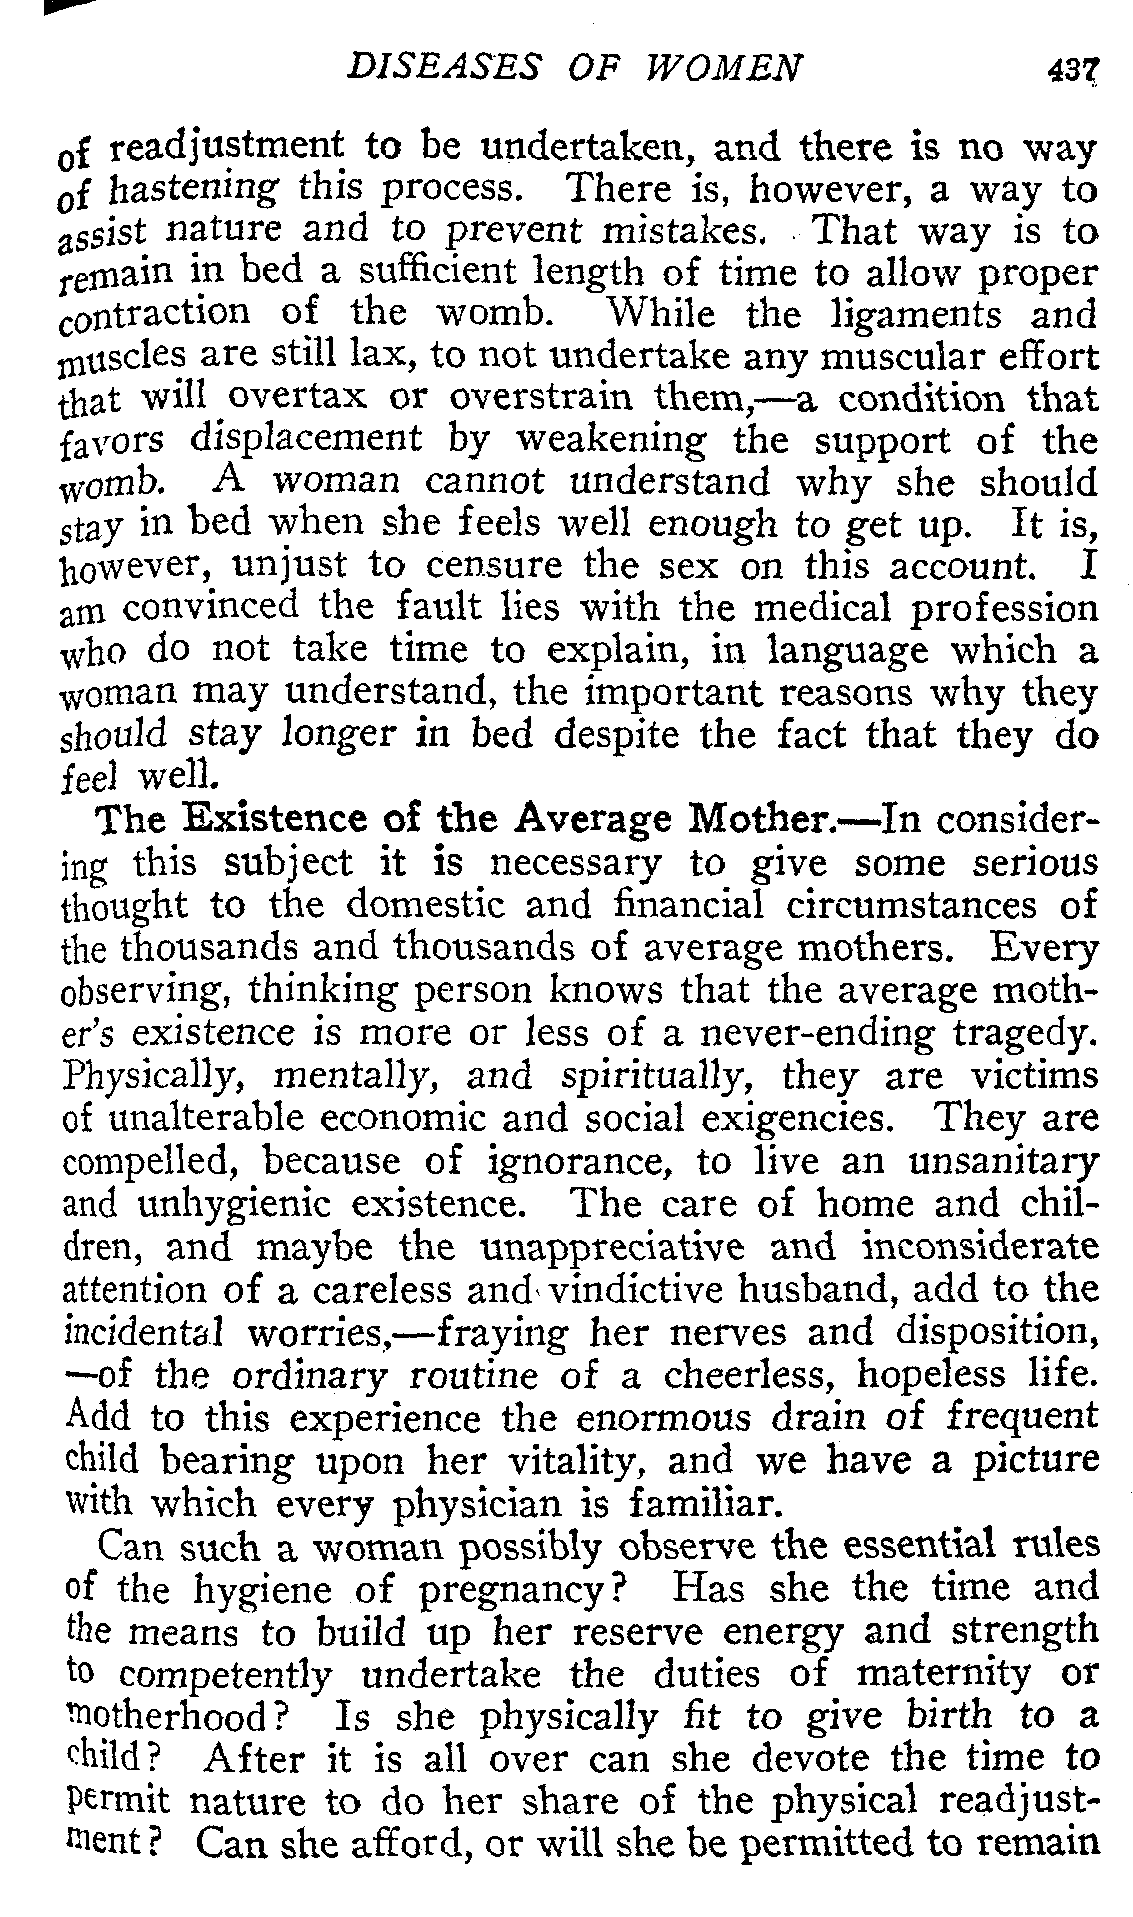 DISEASES OF WOMEN 437
of readjustment to be undertaken, and there is no way
of hastening this process. There is, however, a way to
assist nature and to prevent mistakes. That way is to
remain in bed a sufficient length of time to allow proper
contraction of the womb. While the ligaments and
muscles are still lax, to not undertake any muscular effort
that will overtax or overstrain them,—a condition that
favors displacement by weakening the support of the
womb. A woman cannot understand why she should
stay in bed when she feels well enough to get up. It is,
however, unjust to censure the sex on this account. I
am convinced the fault lies with the medical profession
who do not take time to explain, in language which a
woman may understand, the important reasons why they
should stay longer in bed despite the fact that they do
feel well.
The Existence of the Average Mother.—In consider-
ing this subject it is necessary to give some serious
thought to the domestic and financial circumstances of
the thousands and thousands of average mothers. Every
observing, thinking person knows that the average moth-
er's existence is more or less of a never-ending tragedy.
Physically, mentally, and spiritually, they are victims
of unalterable economic and social exigencies. They are
compelled, because of ignorance, to live an unsanitary
and unhygienic existence. The care of home and chil-
dren, and maybe the unappreciative and inconsiderate
attention of a careless and vindictive husband, add to the
incidental worries,—fraying her nerves and disposition,
—of the ordinary routine of a cheerless, hopeless life.
Add to this experience the enormous drain of frequent
child bearing upon her vitality, and we have a picture
with which every physician is familiar.
Can such a woman possibly observe the essential rules
of the hygiene of pregnancy? Has she the time and
the means to build up her reserve energy and strength
to competently undertake the duties of maternity or
motherhood? Is she physically fit to give birth to a
child? After it is all over can she devote the time to
permit nature to do her share of the physical readjust-
ment? Can she afford, or will she be permitted to remain